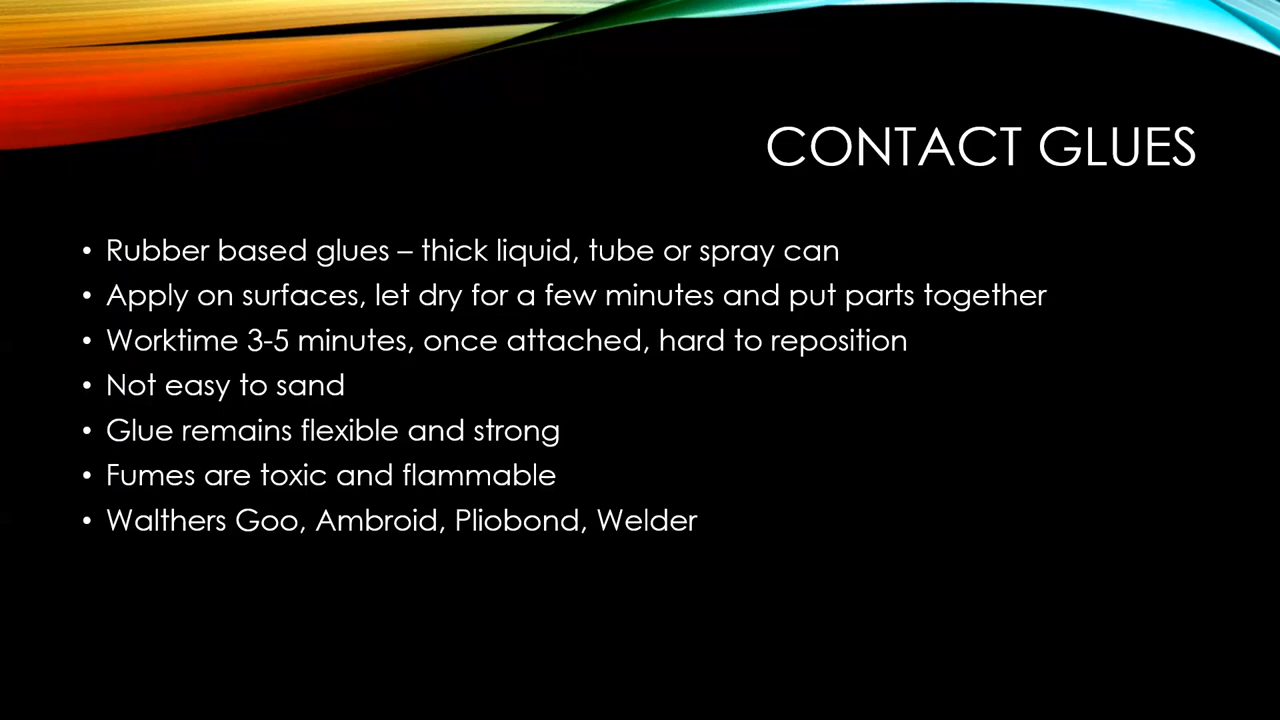 CONTACT GLUES
• Rubber based glues – thick liquid, tube or spray can
• Apply on surfaces, let dry for a few minutes and put parts together
• Worktime 3-5 minutes, once attached, hard to reposition
• Not easy to sand
• Glue remains flexible and strong
• Fumes are toxic and flammable
• Walthers Goo, Ambroid, Pliobond, Welder